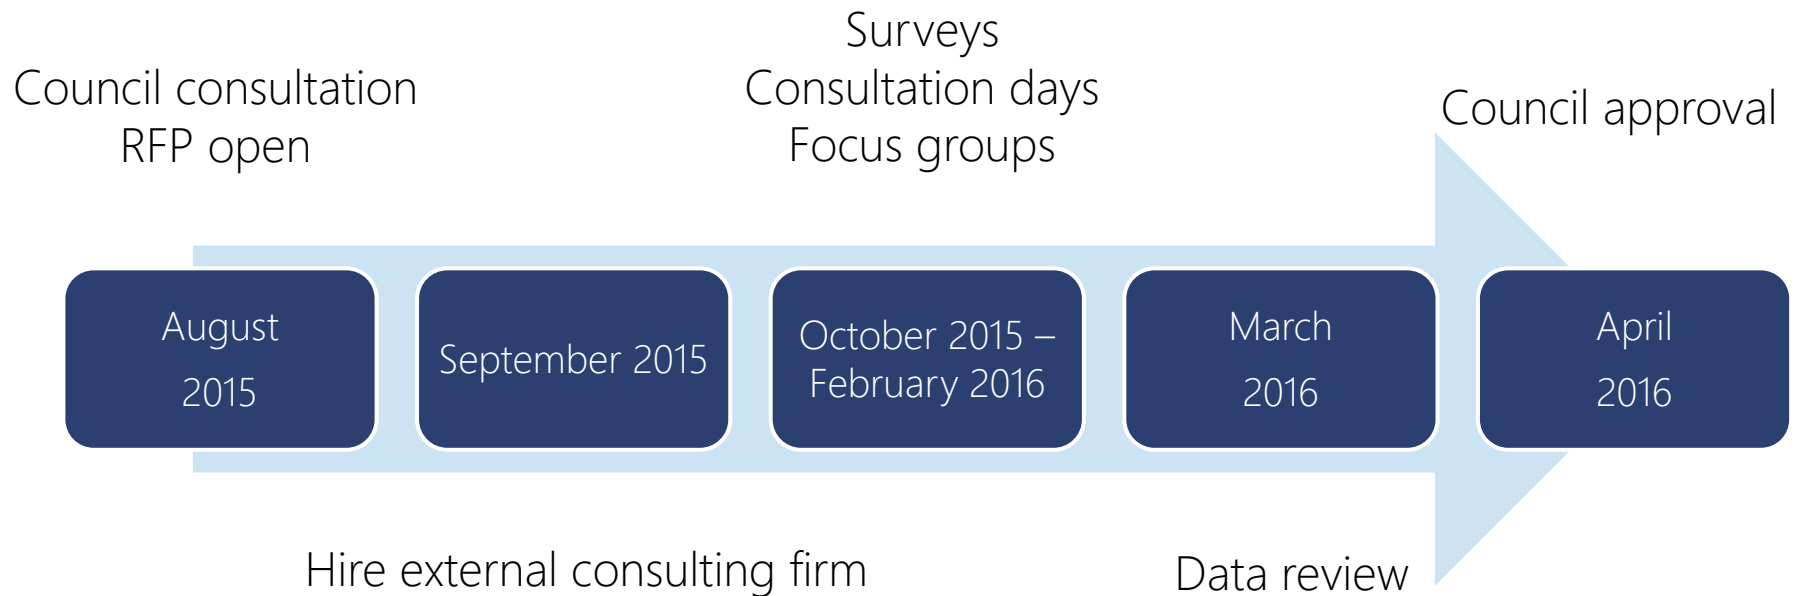 Council consultation
RFP open
Surveys
Consultation days
Focus groups
Council approval
August
2015
September 2015
October 2015 –
February 2016
March
2016
April
2016
Hire external consulting firm
Data review